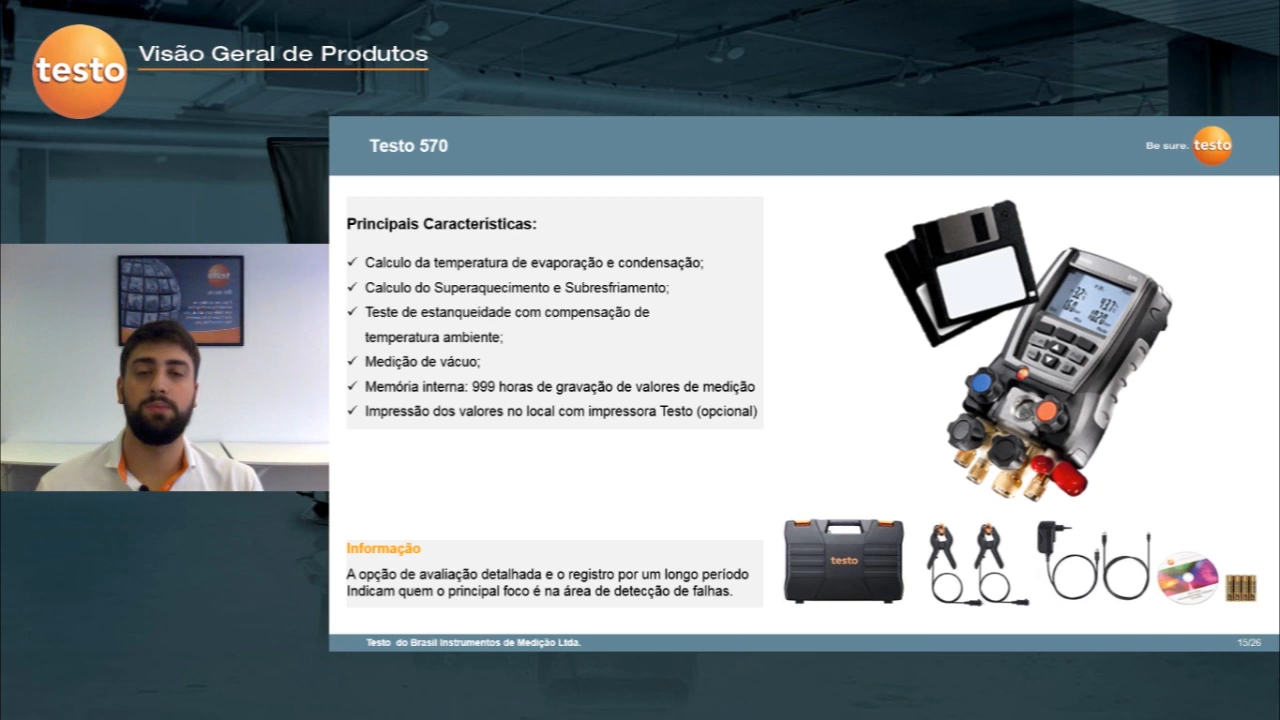 testo
Visão Geral de Produtos
Testo 570
Be sure. testo
Principais Características:
✓ Calculo da temperatura de evaporação e condensação;
✓ Calculo do Superaquecimento e Subresfriamento;
✓ Teste de estanqueidade com compensação de
temperatura ambiente;
✓ Medição de vácuo;
✓ Memória interna: 999 horas de gravação de valores de medição
✓ Impressão dos valores no local com impressora Testo (opcional)
testo
Informação
A opção de avaliação detalhada e o registro por um longo período
Indicam quem o principal foco é na área de detecção de falhas.
Testo do Brasil Instrumentos de Medição Ltda.
15/26